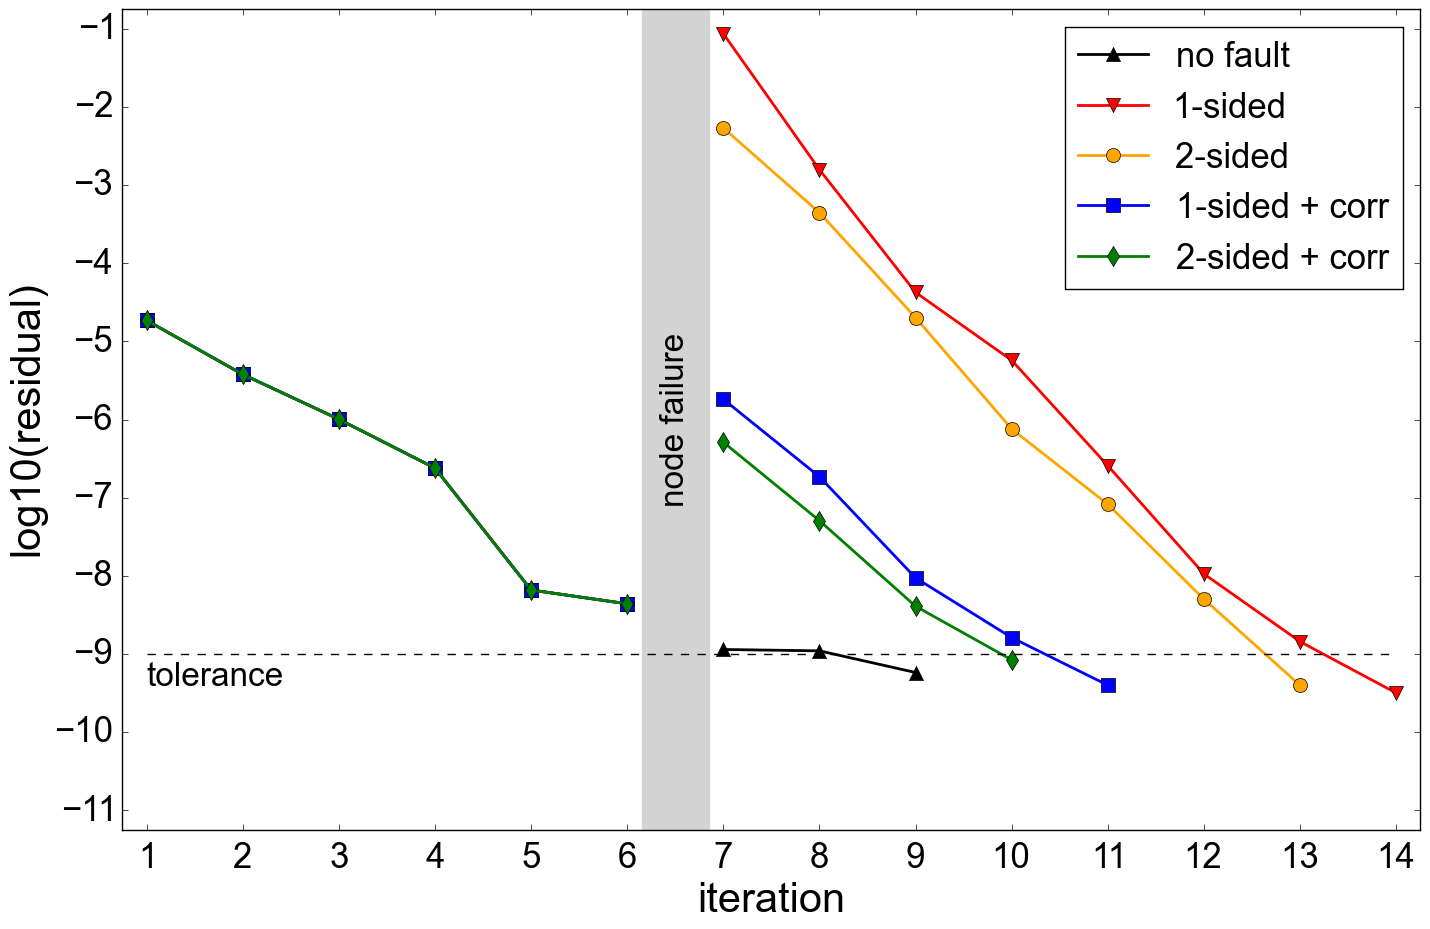 −1
−2
−3
−4
−5
−6
−7
−8
−9
−10
−11
log10(residual)
1 2 3 4 5 6 7 8 9 10 11 12 13 14
iteration
node failure
tolerance
no fault
1-sided
2-sided
1-sided + corr
2-sided + corr